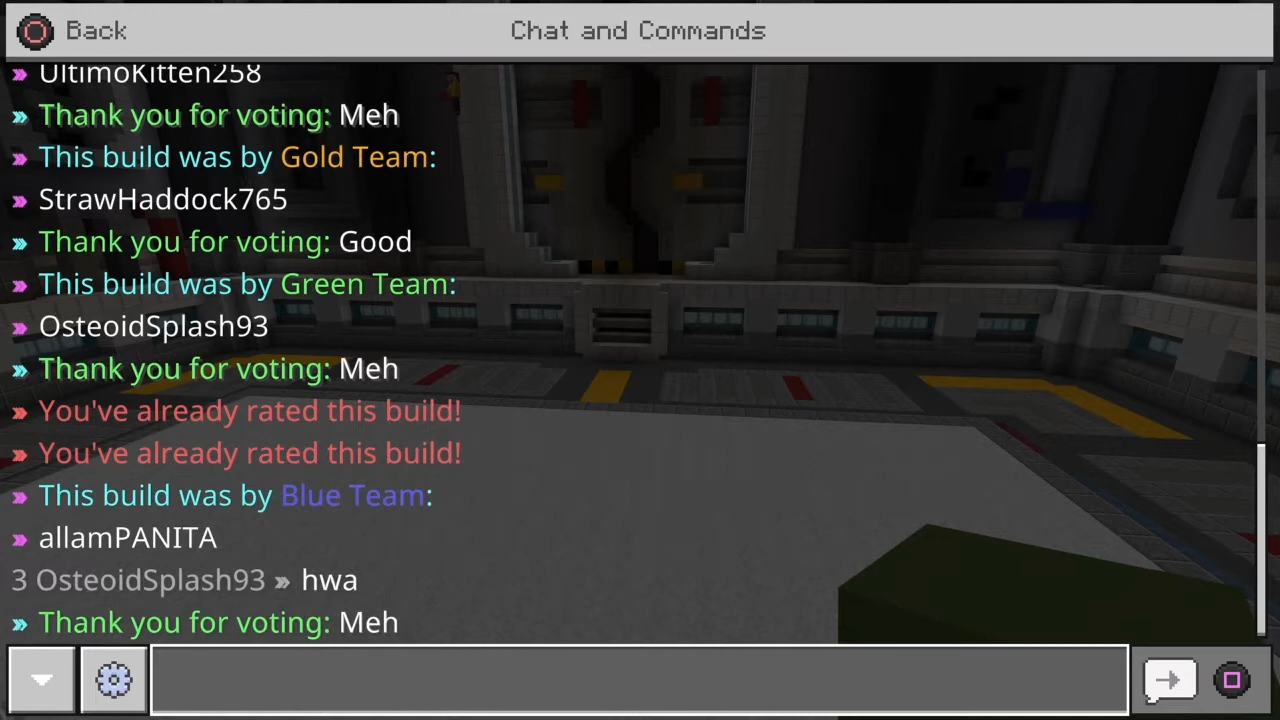 Back
Chat and Commands
» UltimoKitten258
» Thank you for voting: Meh
» This build was by Gold Team:
» StrawHaddock765
» Thank you for voting: Good
» This build was by Green Team:
» OsteoidSplash93
» Thank you for voting: Meh
» You've already rated this build!
» You've already rated this build!
» This build was by Blue Team:
» allamPANITA
3 OsteoidSplash93 » hwa
» Thank you for voting: Meh